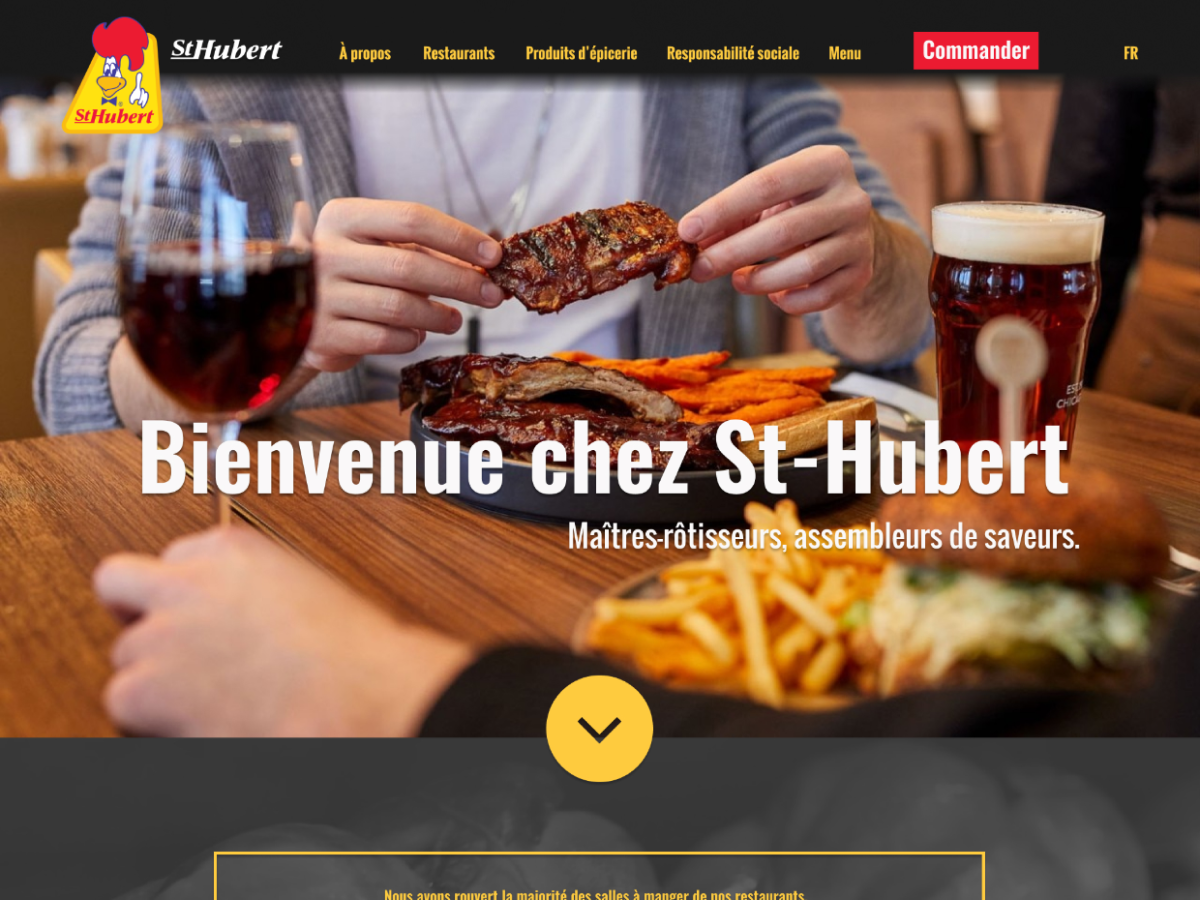 StHubert
StHubert
À propos
Restaurants
Produits d'épicerie
Responsabilité sociale
Menu
Commander
FR
Bienvenue chez St-Hubert
Maîtres-rôtisseurs, assembleurs de saveurs.
Nous avons rouvert la majorité des salles à manger de nos restaurants